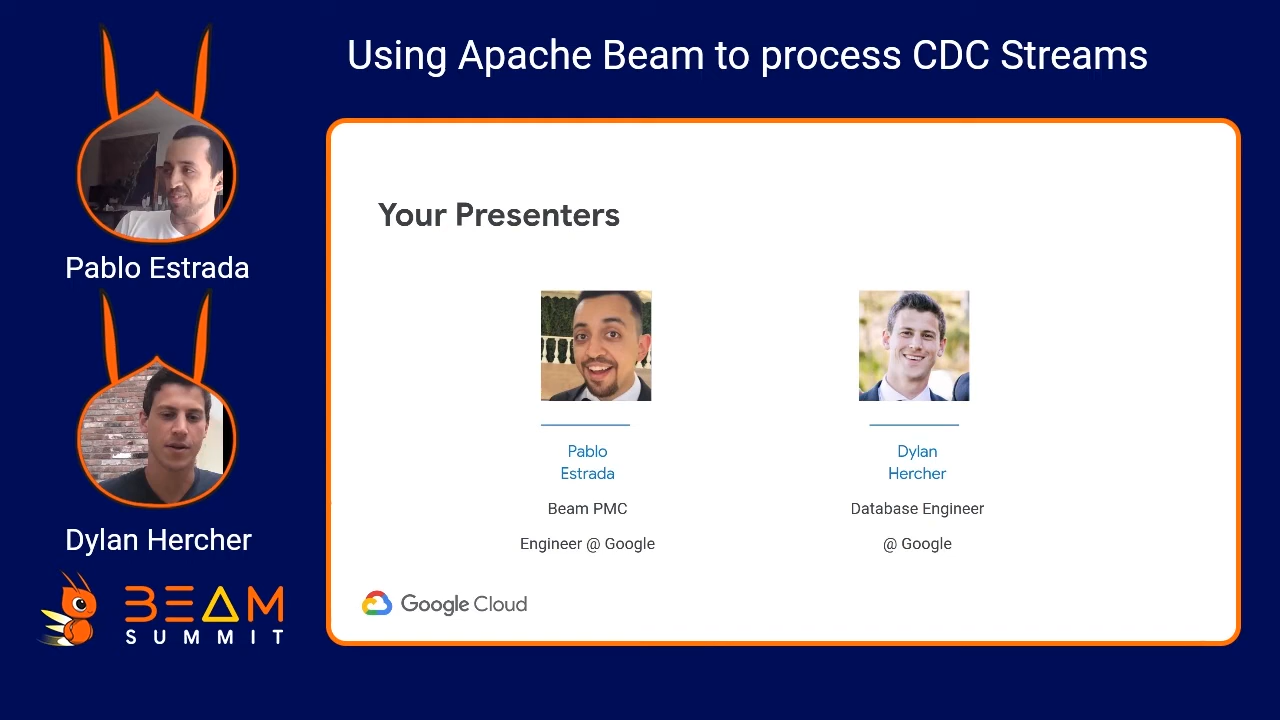 Using Apache Beam to process CDC Streams
Pablo Estrada
Dylan Hercher
BEAM
SUMMIT
Your Presenters
Pablo
Estrada
Beam PMC
Engineer @ Google
Dylan
Hercher
Database Engineer
@ Google
Google Cloud